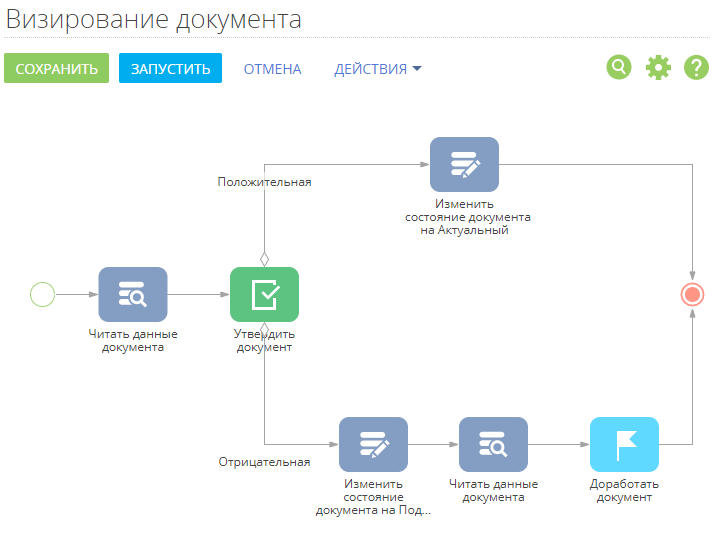 Визирование документа
СОХРАНИТЬ
ЗАПУСТИТЬ
ОТМЕНА
ДЕЙСТВИЯ
Положительная
Изменить
состояние документа
на Актуальный
Читать данные
документа
Утвердить
документ
Отрицательная
Изменить
состояние
документа на Под...
Читать данные
документа
Доработать
документ